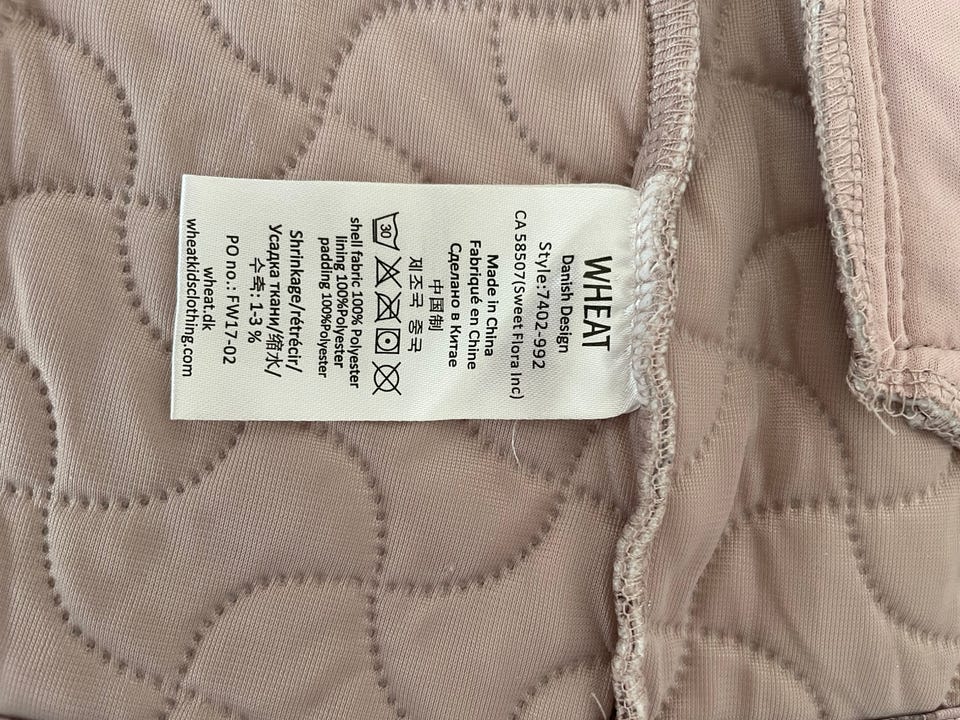 WHEAT
Danish Design
Style:7402-992
CA 58507(Sweet Flora Inc)
Made in China
Fabriqué en Chine
Сделано в Китае
中国制
제조국 중국
30
shell fabric 100% Polyester
lining 100%Polyester
padding 100%Polyester
Shrinkage/rétrécir/
Усадка ткани/缩水/
수축: 1-3 %
PO no.: FW17-02
wheat.dk
wheatkidsclothing.com